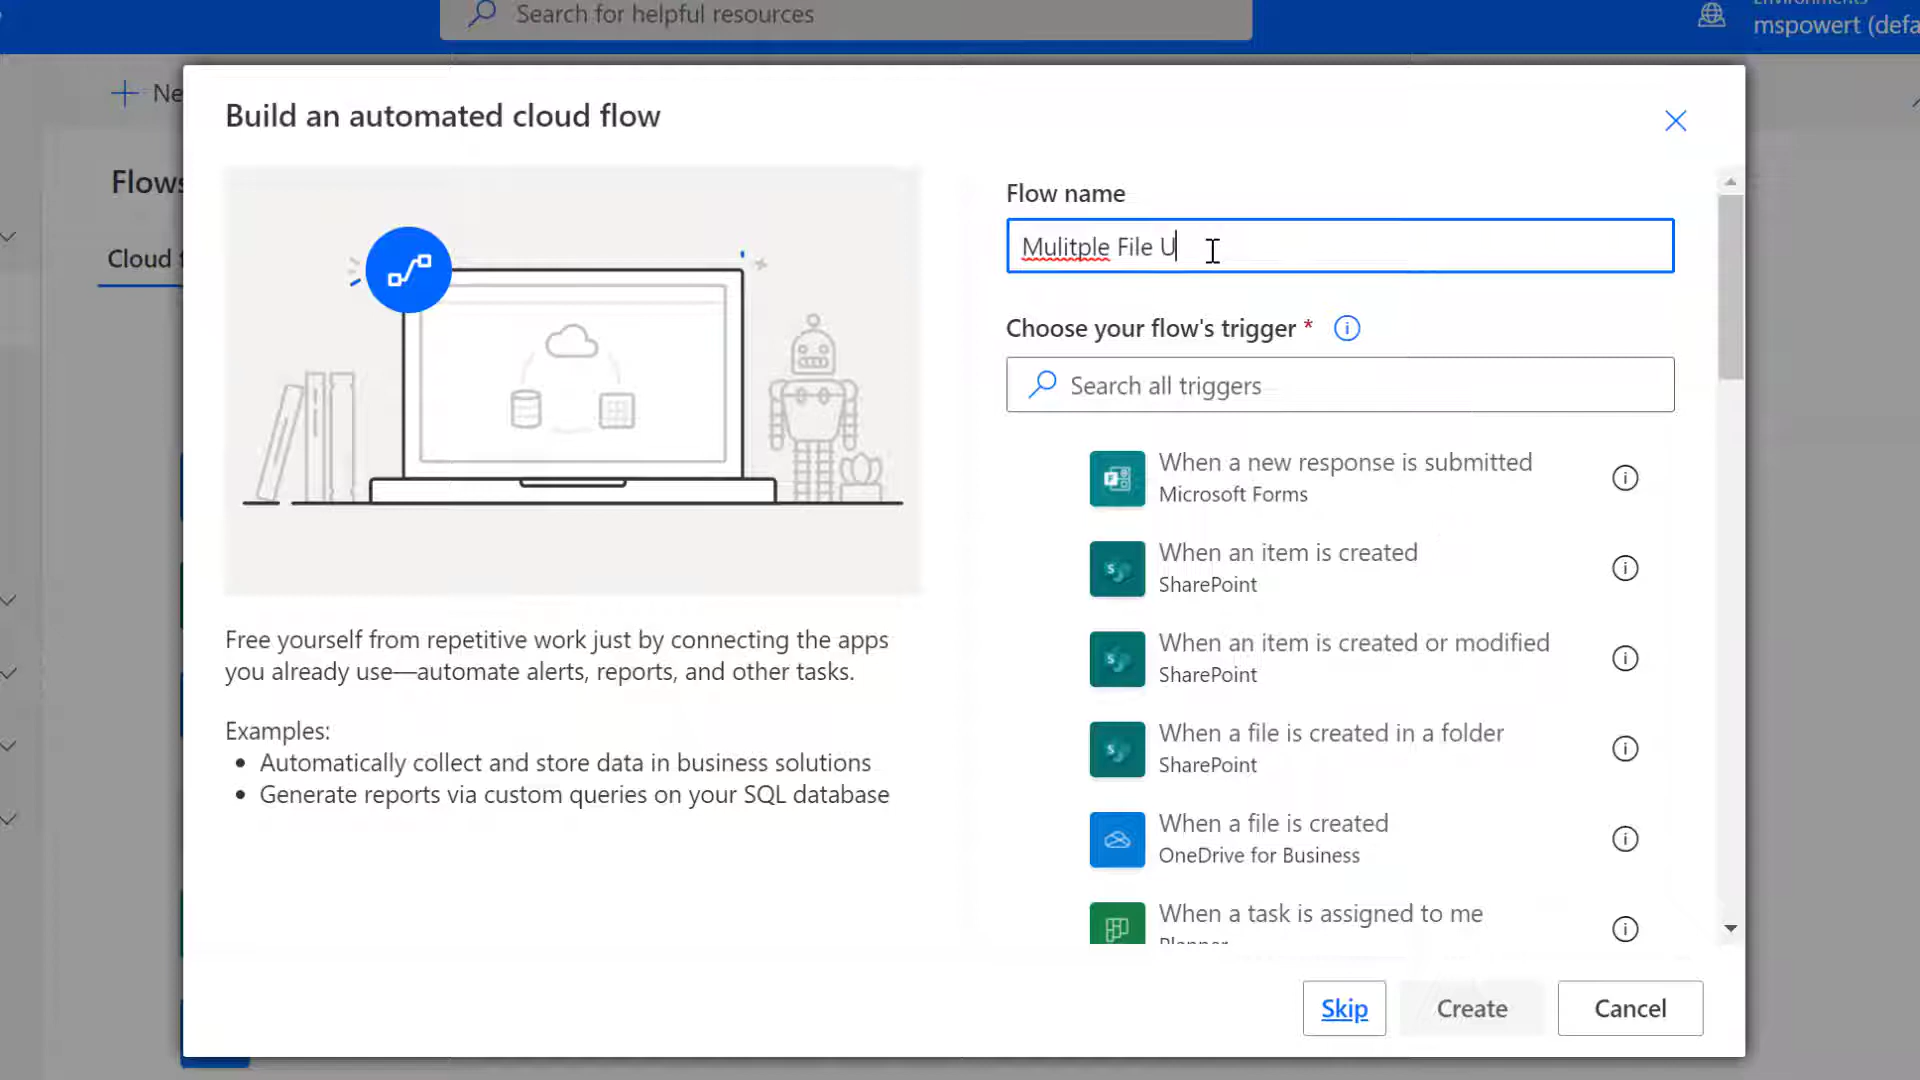 Search for helpful resources
mspowert (defa
Ne
Build an automated cloud flow
Flows
Cloud f
Flow name
Mulitple File U
Choose your flow's trigger *
Search all triggers
When a new response is submitted
Microsoft Forms
When an item is created
SharePoint
When an item is created or modified
SharePoint
When a file is created in a folder
SharePoint
When a file is created
OneDrive for Business
When a task is assigned to me
Planner
Free yourself from repetitive work just by connecting the apps
you already use—automate alerts, reports, and other tasks.
Examples:
• Automatically collect and store data in business solutions
• Generate reports via custom queries on your SQL database
Skip
Create
Cancel